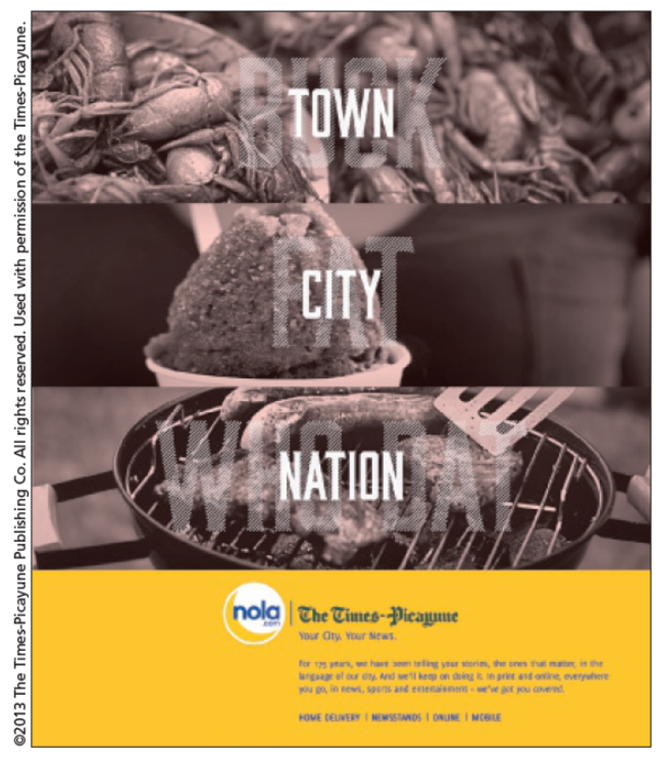 ©2013 The Times-Picayune Publishing Co. All rights reserved. Used with permission of the Times-Picayune.
BUCK
TOWN
FAT
CITY
WHO DAT
NATION
nola
.com
The Times-Picayune
Your City. Your News.
For 175 years, we have been telling your stories, the ones that matter, in the
language of our city. And we'll keep on doing it. In print and online, everywhere
you go, in news, sports and entertainment - we've got you covered.
HOME DELIVERY | NEWSSTANDS | ONLINE | MOBILE